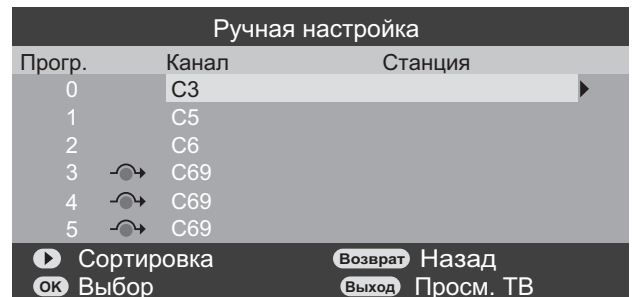 Ручная настройка
Прогр. Канал Станция
0 C3
1 C5
2 C6
3 C69
4 C69
5 C69
Сортировка Возврат Назад
OK Выбор Выход Просм. ТВ